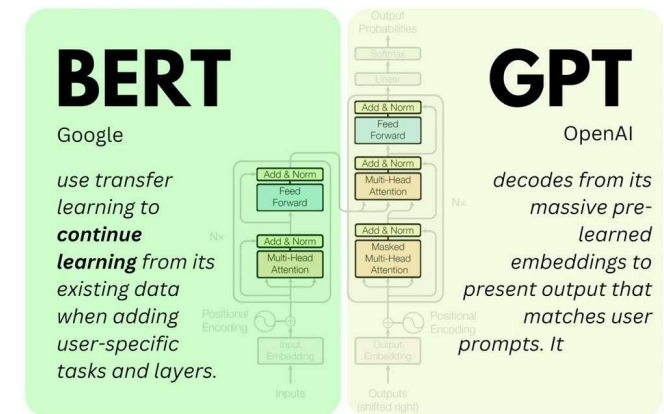 BERT
Google
use transfer
learning to
continue
learning from its
existing data
when adding
user-specific
tasks and layers.
Add & Norm
Feed
Forward
Nx
Add & Norm
Multi-Head
Attention
Positional
Encoding
Input
Embedding
Inputs
Output
Probabilities
Softmax
Linear
Add & Norm
Feed
Forward
Add & Norm
Multi-Head
Attention
Nx
Add & Norm
Masked
Multi-Head
Attention
Positional
Encoding
Output
Embedding
Outputs
(shifted right)
GPT
OpenAI
decodes from its
massive pre-
learned
embeddings to
present output that
matches user
prompts. It